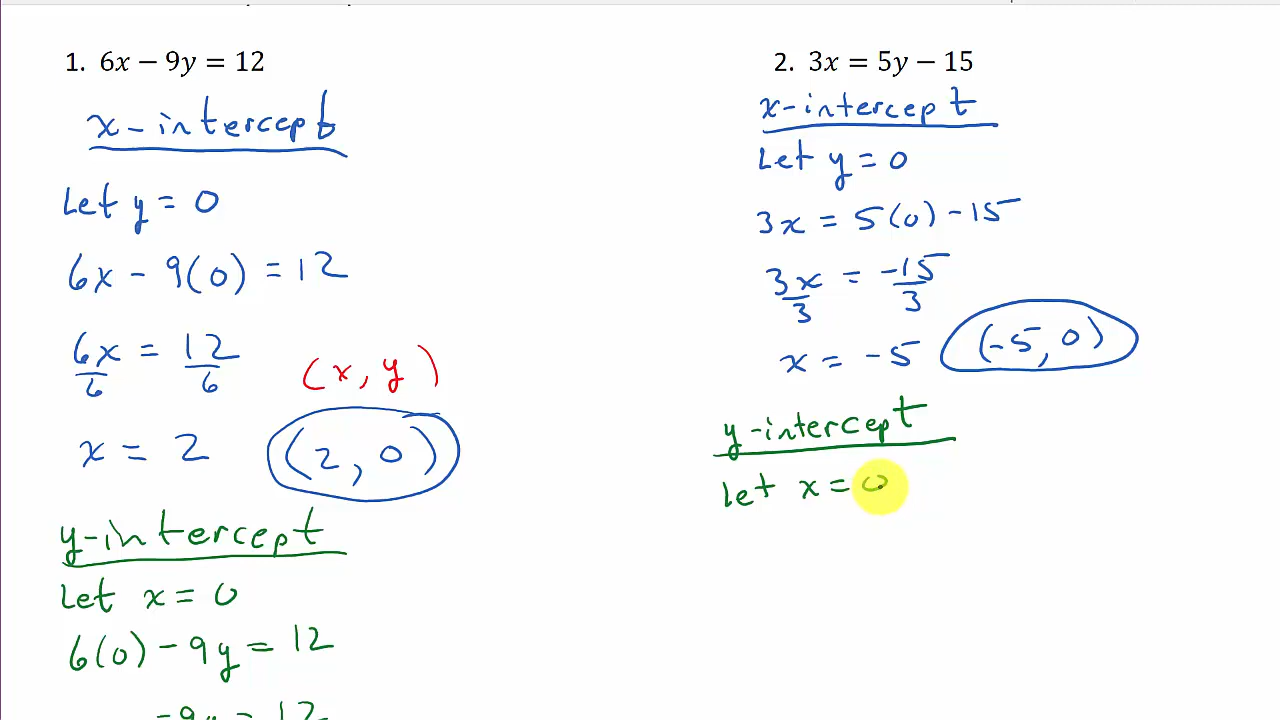 1. 6x − 9y = 12
x-intercept
Let y = 0
6x - 9(0) = 12
6x/6 = 12/6
(x, y)
x = 2 (2, 0)
y-intercept
Let x = 0
6(0) - 9y = 12
-9y = 12
2. 3x = 5y − 15
x-intercept
Let y = 0
3x = 5(0) - 15
3x/3 = -15/3
x = -5 (-5, 0)
y-intercept
Let x = 0